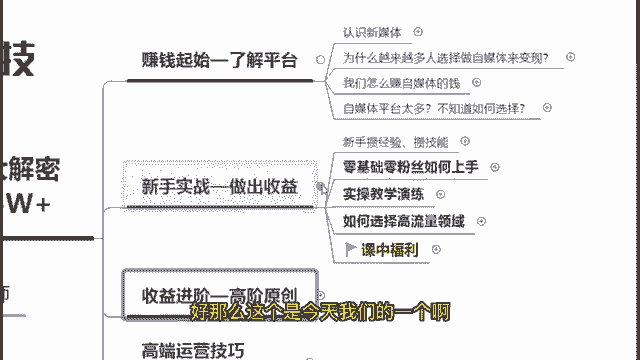 技
解密
W+
师
赚钱起始—了解平台
认识新媒体
为什么越来越多人选择做自媒体来变现？
我们怎么赚自媒体的钱
自媒体平台太多？不知道如何选择？
新手实战—做出收益
新手攒经验、攒技能
零基础零粉丝如何上手
实操教学演练
如何选择高流量领域
课中福利
收益进阶—高阶原创
高端运营技巧
好那么这个是今天我们的一个啊